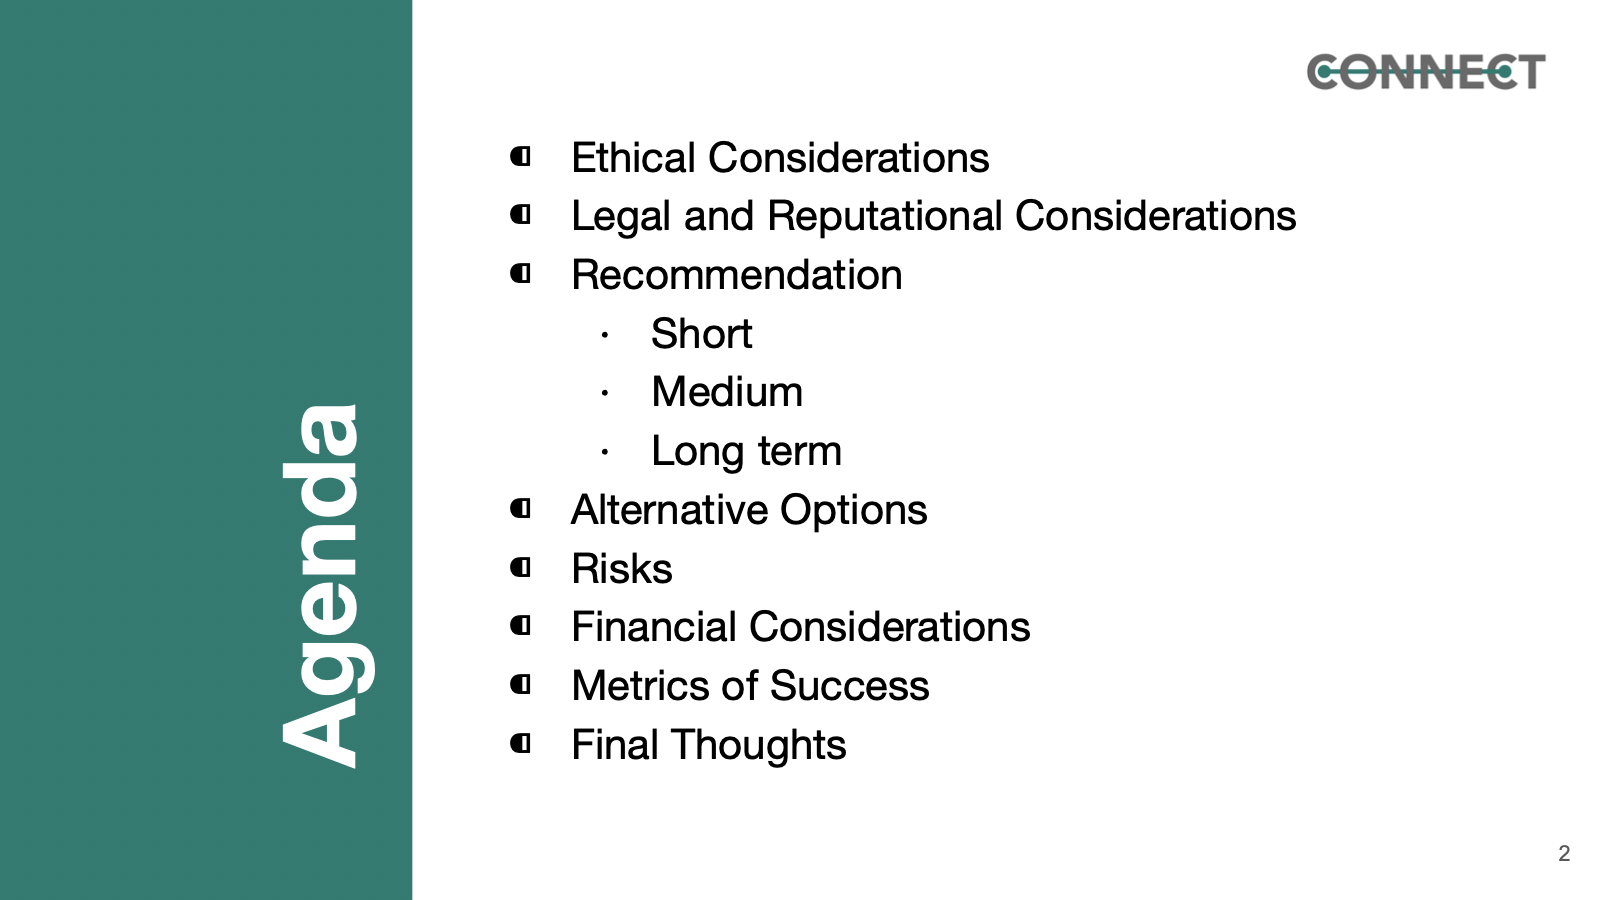 Agenda
CONNECT
Ethical Considerations
Legal and Reputational Considerations
Recommendation
· Short
· Medium
· Long term
Alternative Options
Risks
Financial Considerations
Metrics of Success
Final Thoughts
2